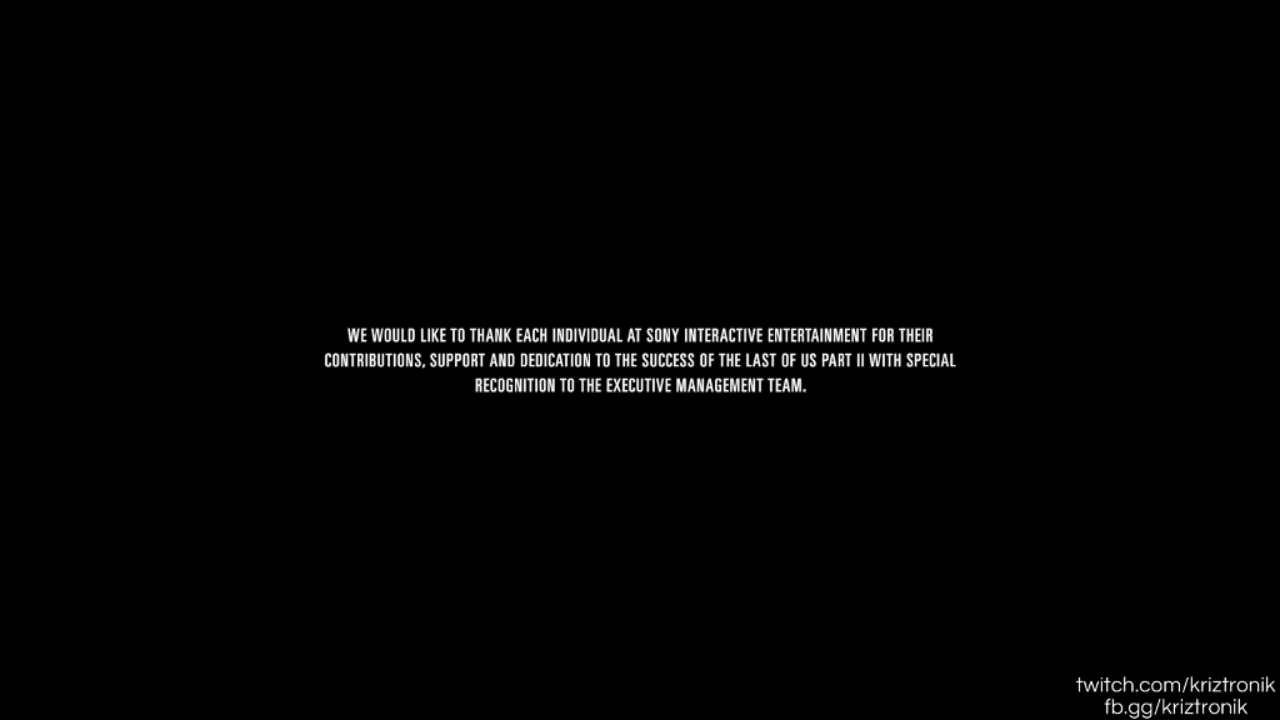 WE WOULD LIKE TO THANK EACH INDIVIDUAL AT SONY INTERACTIVE ENTERTAINMENT FOR THEIR
CONTRIBUTIONS, SUPPORT AND DEDICATION TO THE SUCCESS OF THE LAST OF US PART II WITH SPECIAL
RECOGNITION TO THE EXECUTIVE MANAGEMENT TEAM.
twitch.com/kriztronik
fb.gg/kriztronik